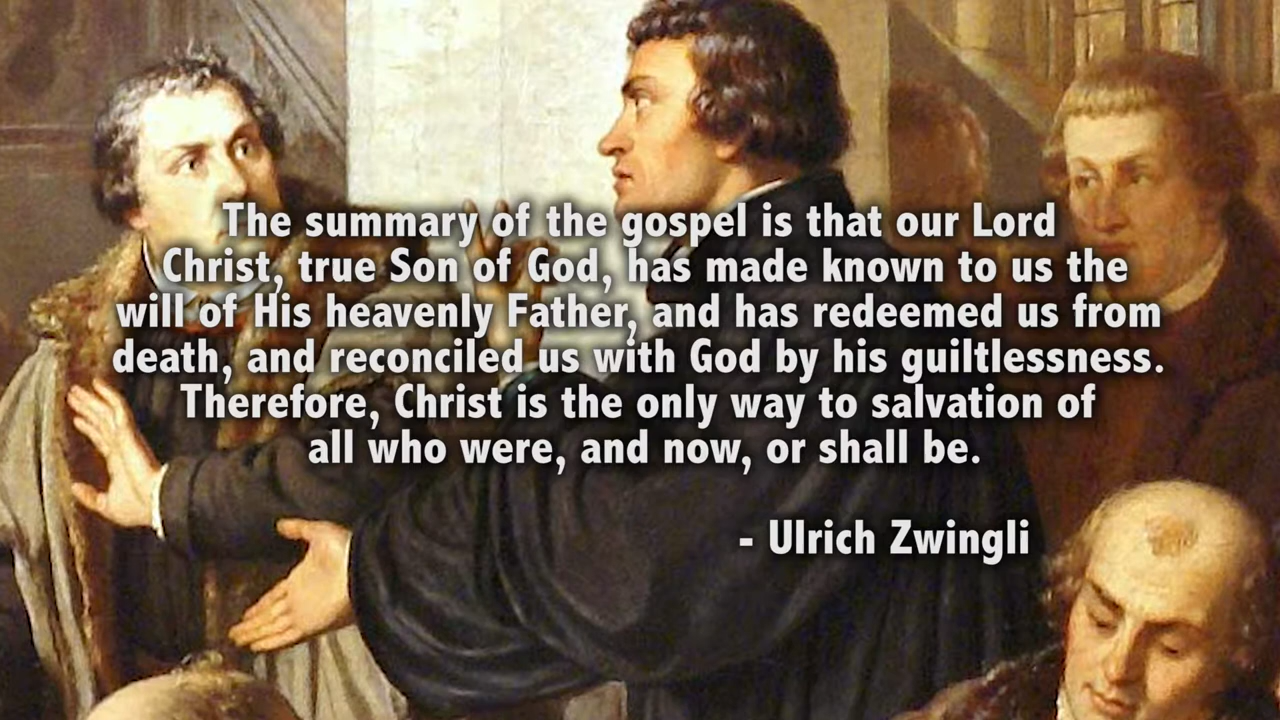 The summary of the gospel is that our Lord
Christ, true Son of God, has made known to us the
will of His heavenly Father, and has redeemed us from
death, and reconciled us with God by his guiltlessness.
Therefore, Christ is the only way to salvation of
all who were, and now, or shall be.
- Ulrich Zwingli